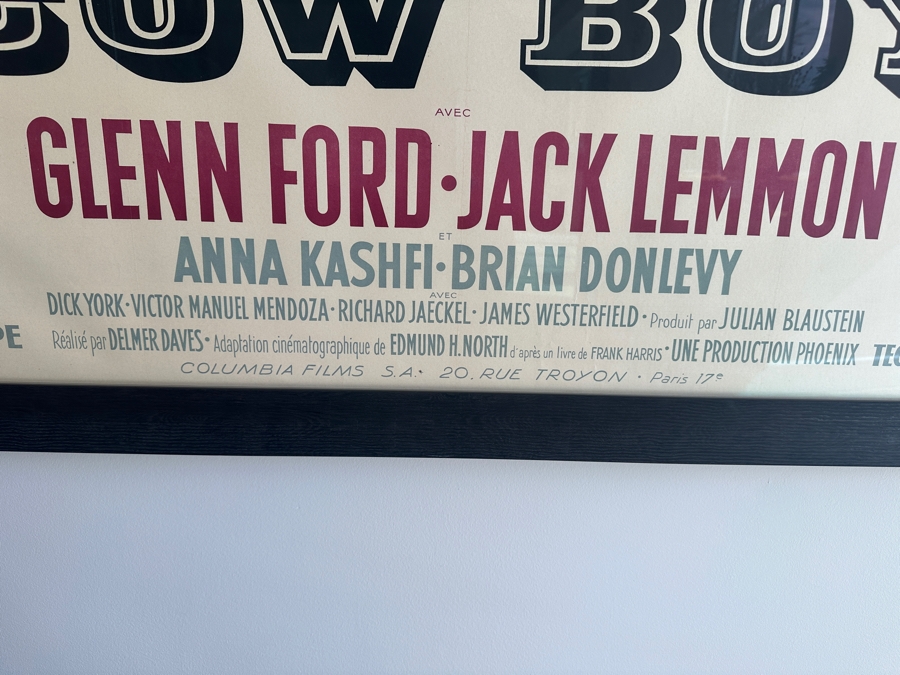 COW BOY
AVEC
GLENN FORD • JACK LEMMON
ET
ANNA KASHFI • BRIAN DONLEVY
AVEC
DICK YORK • VICTOR MANUEL MENDOZA • RICHARD JAECKEL • JAMES WESTERFIELD • Produit par JULIAN BLAUSTEIN
PE Réalisé par DELMER DAVES • Adaptation cinématographique de EDMUND H. NORTH d'après un livre de FRANK HARRIS • UNE PRODUCTION PHOENIX TEC
COLUMBIA FILMS S.A. • 20, RUE TROYON • Paris 17e